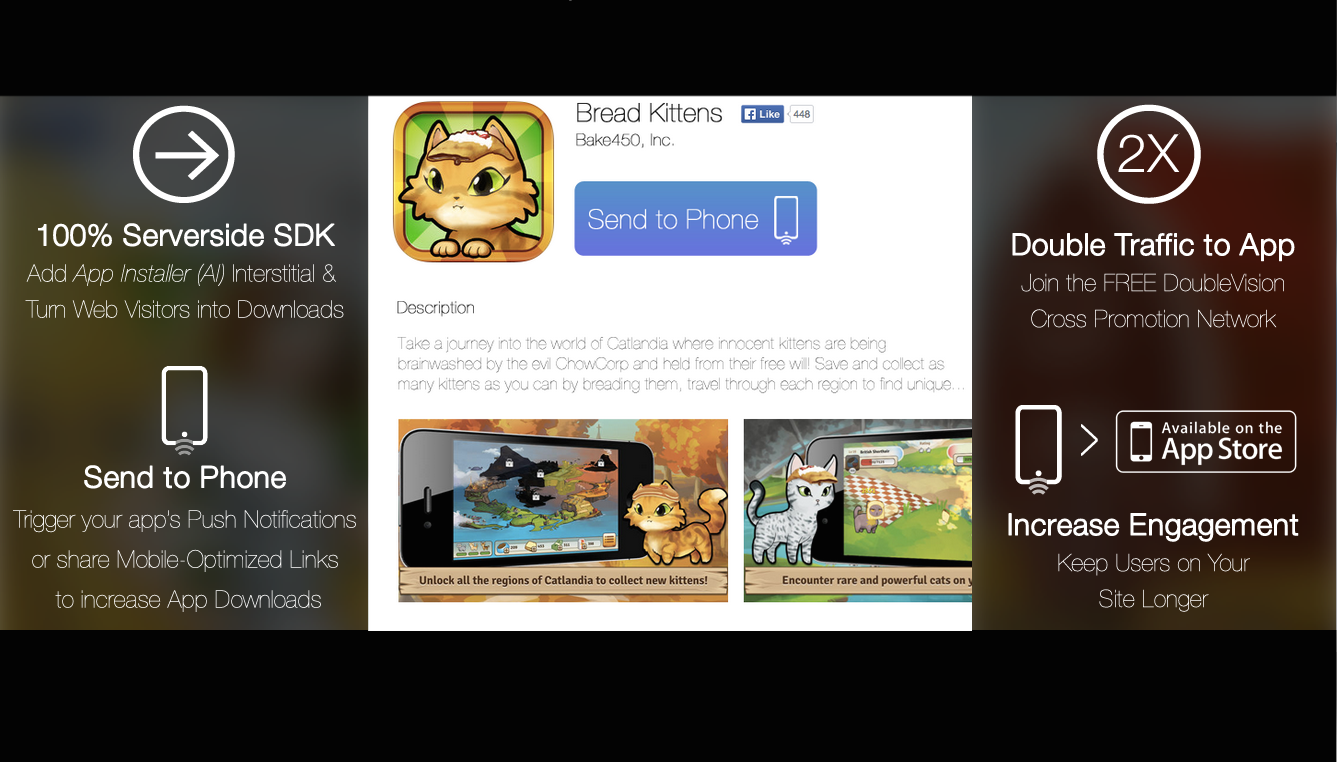 100% Serverside SDK
Add App Installer (AI) Interstitial &
Turn Web Visitors into Downloads
Send to Phone
Trigger your app's Push Notifications
or share Mobile-Optimized Links
to increase App Downloads
Bread Kittens
Like
448
Bake450, Inc.
Send to Phone
Description
Take a journey into the world of Catlandia where innocent kittens are being
brainwashed by the evil ChowCorp and held from their free will! Save and collect as
many kittens as you can by breading them, travel through each region to find unique...
Unlock all the regions of Catlandia to collect new kittens!
British Shorthair
Encounter rare and powerful cats on y
2X
Double Traffic to App
Join the FREE DoubleVision
Cross Promotion Network
Available on the
App Store
Increase Engagement
Keep Users on Your
Site Longer